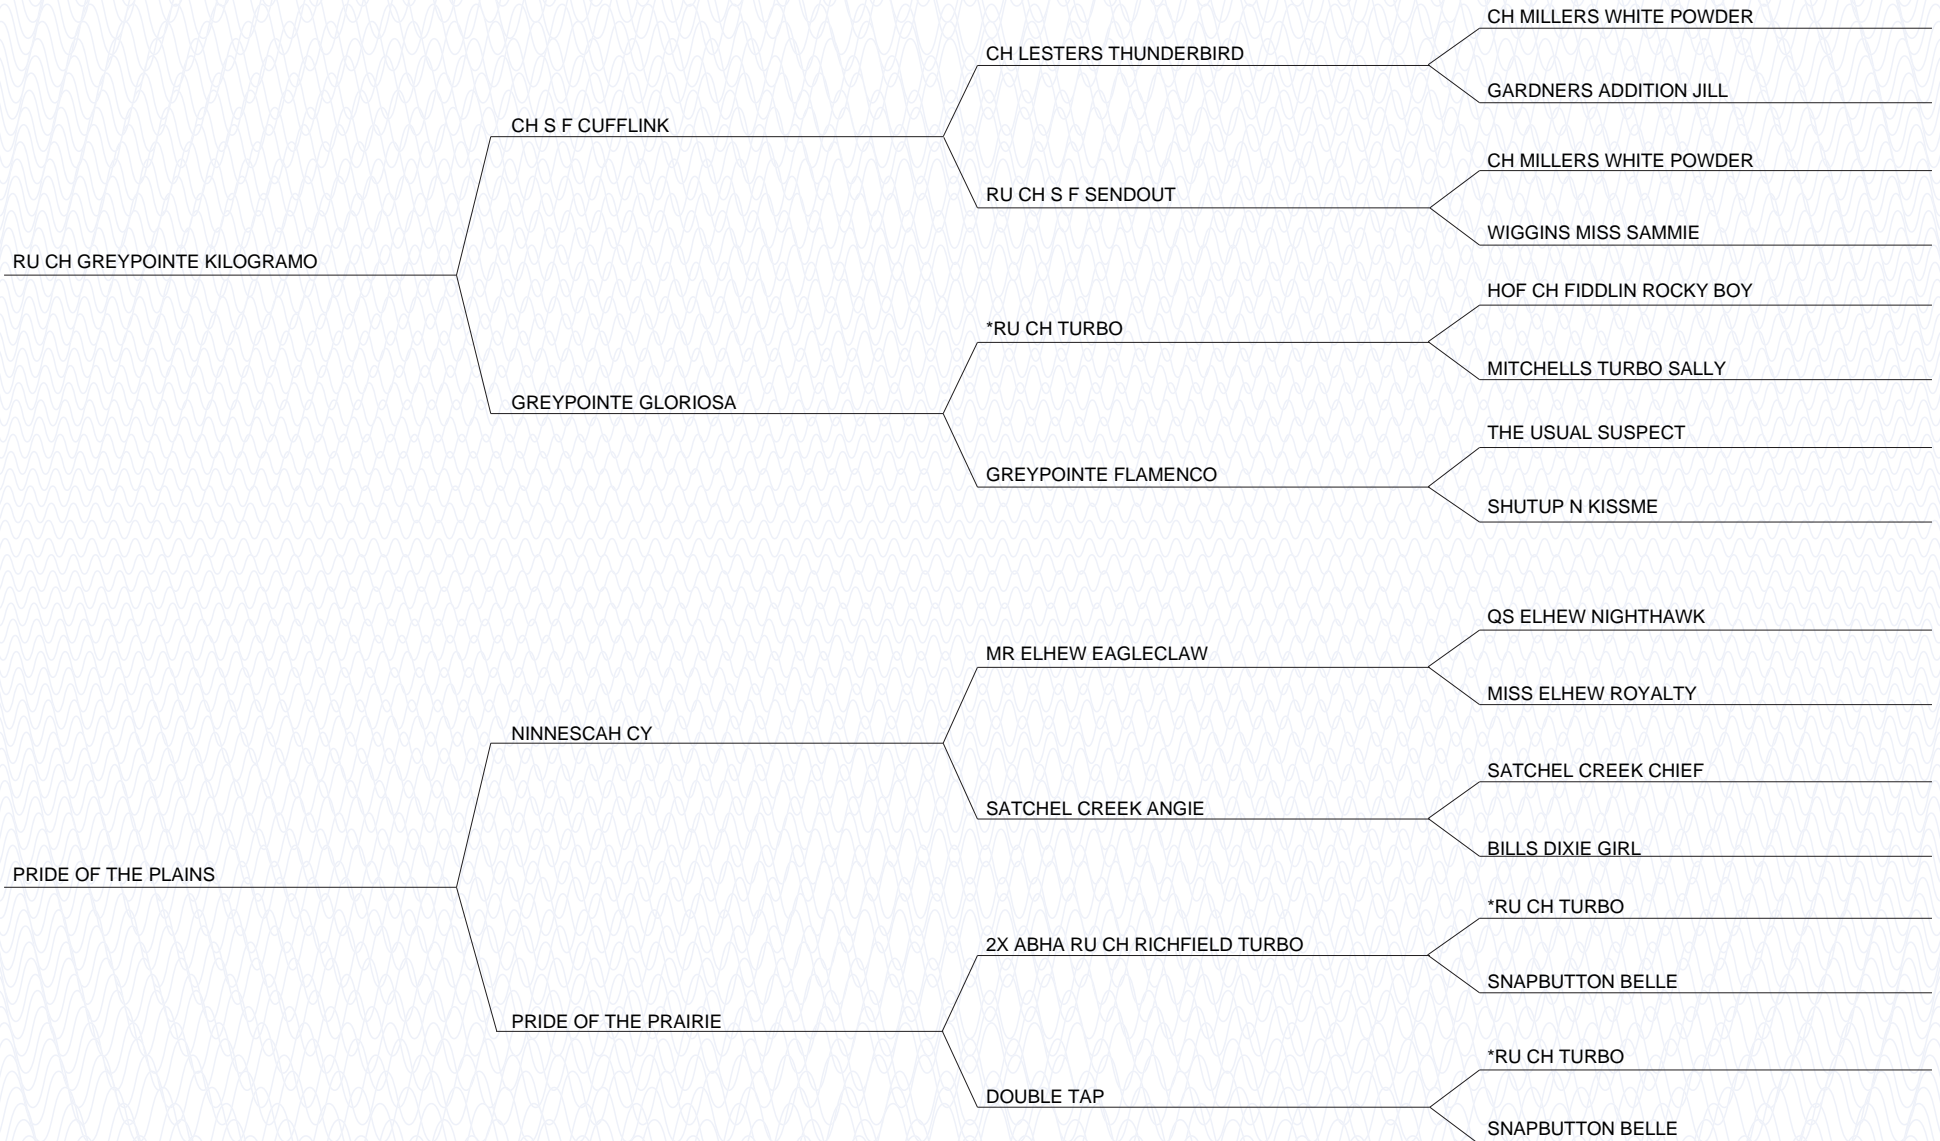 CH MILLERS WHITE POWDER
CH LESTERS THUNDERBIRD
GARDNERS ADDITION JILL
CH S F CUFFLINK
CH MILLERS WHITE POWDER
RU CH S F SENDOUT
WIGGINS MISS SAMMIE
RU CH GREYPOINTE KILOGRAMO
HOF CH FIDDLIN ROCKY BOY
*RU CH TURBO
MITCHELLS TURBO SALLY
GREYPOINTE GLORIOSA
THE USUAL SUSPECT
GREYPOINTE FLAMENCO
SHUTUP N KISSME
QS ELHEW NIGHTHAWK
MR ELHEW EAGLECLAW
MISS ELHEW ROYALTY
NINNESCAH CY
SATCHEL CREEK CHIEF
SATCHEL CREEK ANGIE
BILLS DIXIE GIRL
PRIDE OF THE PLAINS
*RU CH TURBO
2X ABHA RU CH RICHFIELD TURBO
SNAPBUTTON BELLE
PRIDE OF THE PRAIRIE
*RU CH TURBO
DOUBLE TAP
SNAPBUTTON BELLE